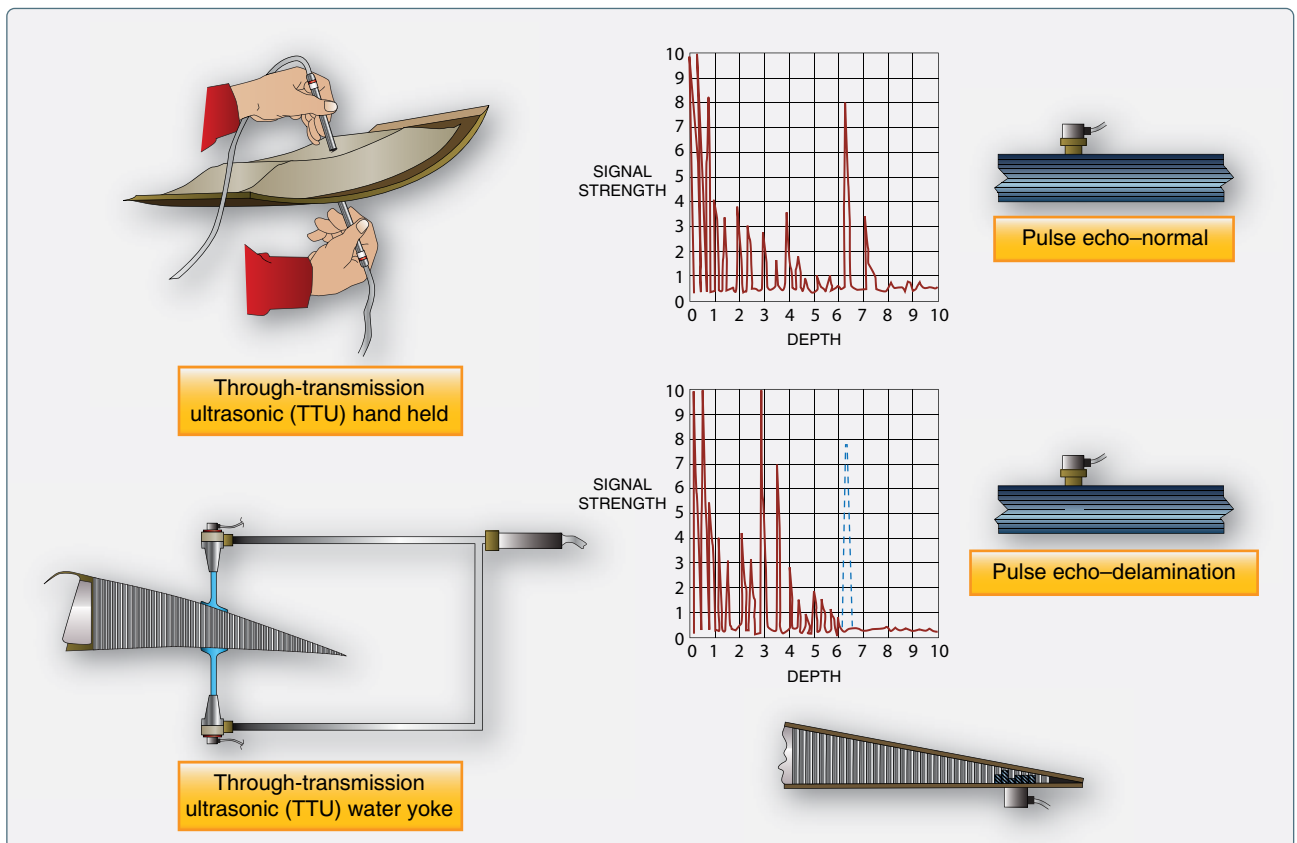 Through-transmission
ultrasonic (TTU) hand held
Through-transmission
ultrasonic (TTU) water yoke
10
9
8
7
6
5
4
3
2
1
0
SIGNAL
STRENGTH
0 1 2 3 4 5 6 7 8 9 10
DEPTH
Pulse echo–normal
10
9
8
7
6
5
4
3
2
1
0
SIGNAL
STRENGTH
0 1 2 3 4 5 6 7 8 9 10
DEPTH
Pulse echo–delamination